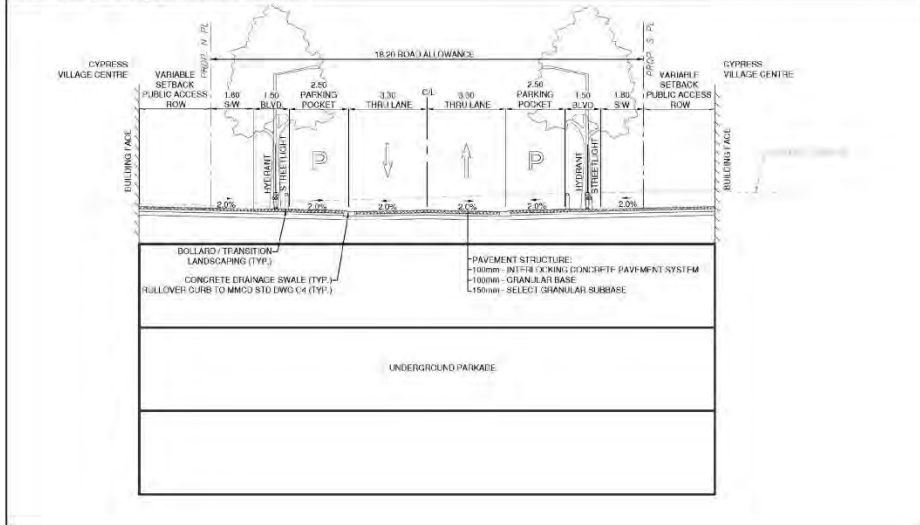 PROP. N PL
PROP. S PL
18.20 ROAD ALLOWANCE
CYPRESS
VILLAGE CENTRE
VARIABLE
SETBACK
PUBLIC ACCESS
ROW
1.80
S/W
1.50
BLVD.
2.50
PARKING
POCKET
3.30
THRU LANE
C/L
3.30
THRU LANE
2.50
PARKING
POCKET
1.50
BLVD.
1.80
S/W
VARIABLE
SETBACK
PUBLIC ACCESS
ROW
CYPRESS
VILLAGE CENTRE
BUILDING FACE
HYDRANT
STREETLIGHT
P
P
HYDRANT
STREETLIGHT
BUILDING FACE
2.0%
2.0%
2.0%
2.0%
2.0%
2.0%
BOLLARD / TRANSITION
LANDSCAPING (TYP.)
CONCRETE DRAINAGE SWALE (TYP.)
ROLLOVER CURB TO MMCD STD DWG C4 (TYP.)
PAVEMENT STRUCTURE:
100mm - INTERLOCKING CONCRETE PAVEMENT SYSTEM
100mm - GRANULAR BASE
150mm - SELECT GRANULAR SUBBASE
UNDERGROUND PARKADE